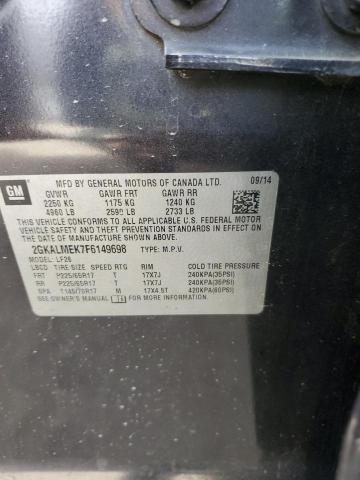 GM
MFD BY GENERAL MOTORS OF CANADA LTD.
GVWR GAWR FRT GAWR RR 09/14
2250 KG 1175 KG 1240 KG
4960 LB 2590 LB 2733 LB
THIS VEHICLE CONFORMS TO ALL APPLICABLE U.S. FEDERAL MOTOR
VEHICLE SAFETY, BUMPER, AND THEFT PREVENTION STANDARDS IN
EFFECT ON THE DATE OF MANUFACTURE SHOWN ABOVE.
2GKALMEK7F6149698 TYPE: M.P.V.
MODEL: LF26
LBCD TIRE SIZE SPEED RTG RIM COLD TIRE PRESSURE
FRT P225/65R17 T 17X7J 240KPA(35PSI)
RR P225/65R17 T 17X7J 240KPA(35PSI)
SPA T145/70R17 M 17X4.5T 420KPA(60PSI)
SEE OWNER'S MANUAL FOR ADDITIONAL INFORMATION.